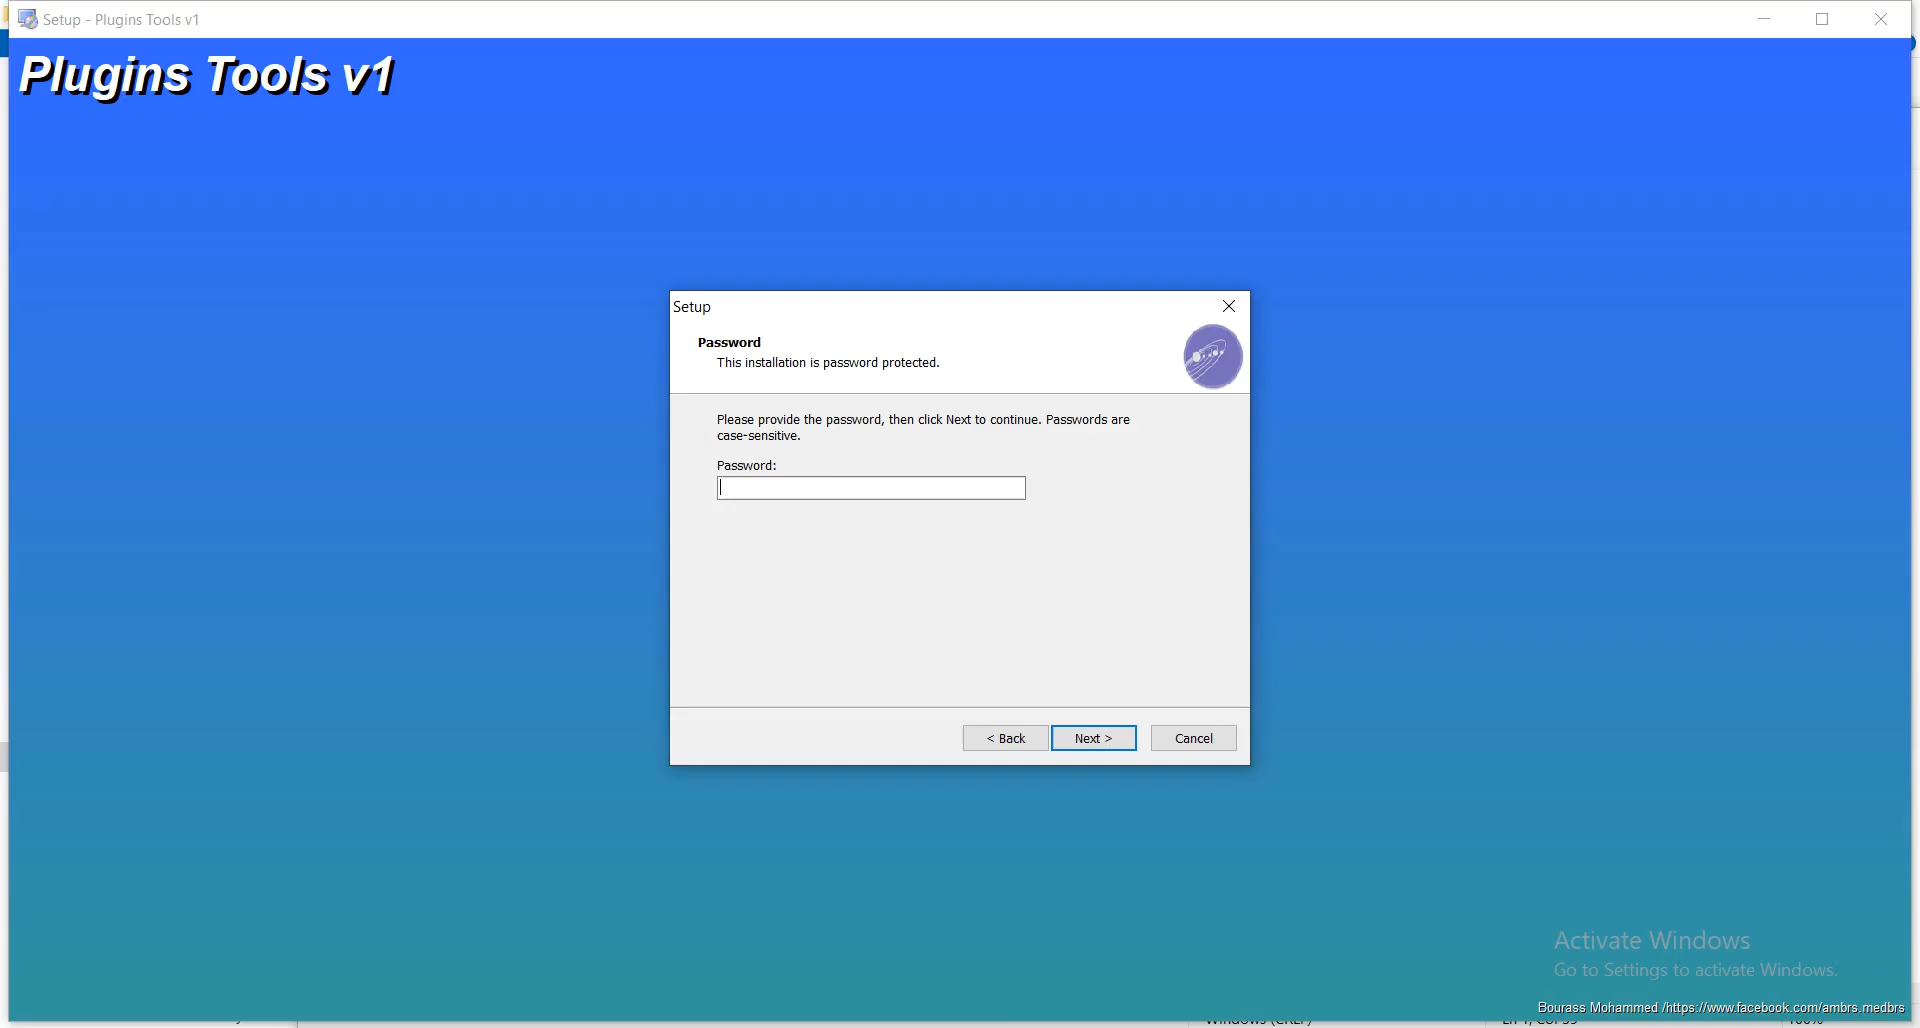 Setup - Plugins Tools v1
Plugins Tools v1
Setup
Password
This installation is password protected.
Please provide the password, then click Next to continue. Passwords are
case-sensitive.
Password:
< Back
Next >
Cancel
Activate Windows
Go to Settings to activate Windows.
Bourass Mohammed /https://www.facebook.com/ambrs.medbrs